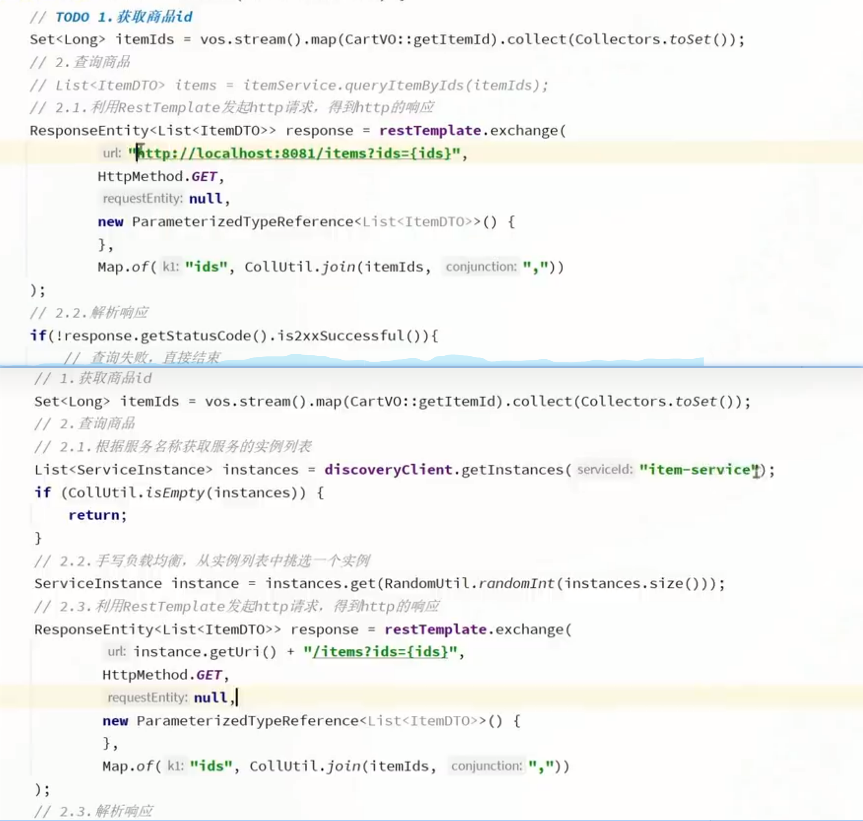 // TODO 1.获取商品id
Set<Long> itemIds = vos.stream().map(CartVO::getItemId).collect(Collectors.toSet());
// 2.查询商品
// List<ItemDTO> items = itemService.queryItemByIds(itemIds);
// 2.1.利用RestTemplate发起http请求，得到http的响应
ResponseEntity<List<ItemDTO>> response = restTemplate.exchange(
url: "http://localhost:8081/items?ids={ids}",
HttpMethod.GET,
requestEntity: null,
new ParameterizedTypeReference<List<ItemDTO>>() {
},
Map.of( k1: "ids", CollUtil.join(itemIds, conjunction: ","))
);
// 2.2.解析响应
if(!response.getStatusCode().is2xxSuccessful()){
// 查询失败，直接结束
// 1.获取商品id
Set<Long> itemIds = vos.stream().map(CartVO::getItemId).collect(Collectors.toSet());
// 2.查询商品
// 2.1.根据服务名称获取服务的实例列表
List<ServiceInstance> instances = discoveryClient.getInstances( serviceId: "item-service");
if (CollUtil.isEmpty(instances)) {
return;
}
// 2.2.手写负载均衡，从实例列表中挑选一个实例
ServiceInstance instance = instances.get(RandomUtil.randomInt(instances.size()));
// 2.3.利用RestTemplate发起http请求，得到http的响应
ResponseEntity<List<ItemDTO>> response = restTemplate.exchange(
url: instance.getUri() + "/items?ids={ids}",
HttpMethod.GET,
requestEntity: null,
new ParameterizedTypeReference<List<ItemDTO>>() {
},
Map.of( k1: "ids", CollUtil.join(itemIds, conjunction: ","))
);
// 2.3.解析响应